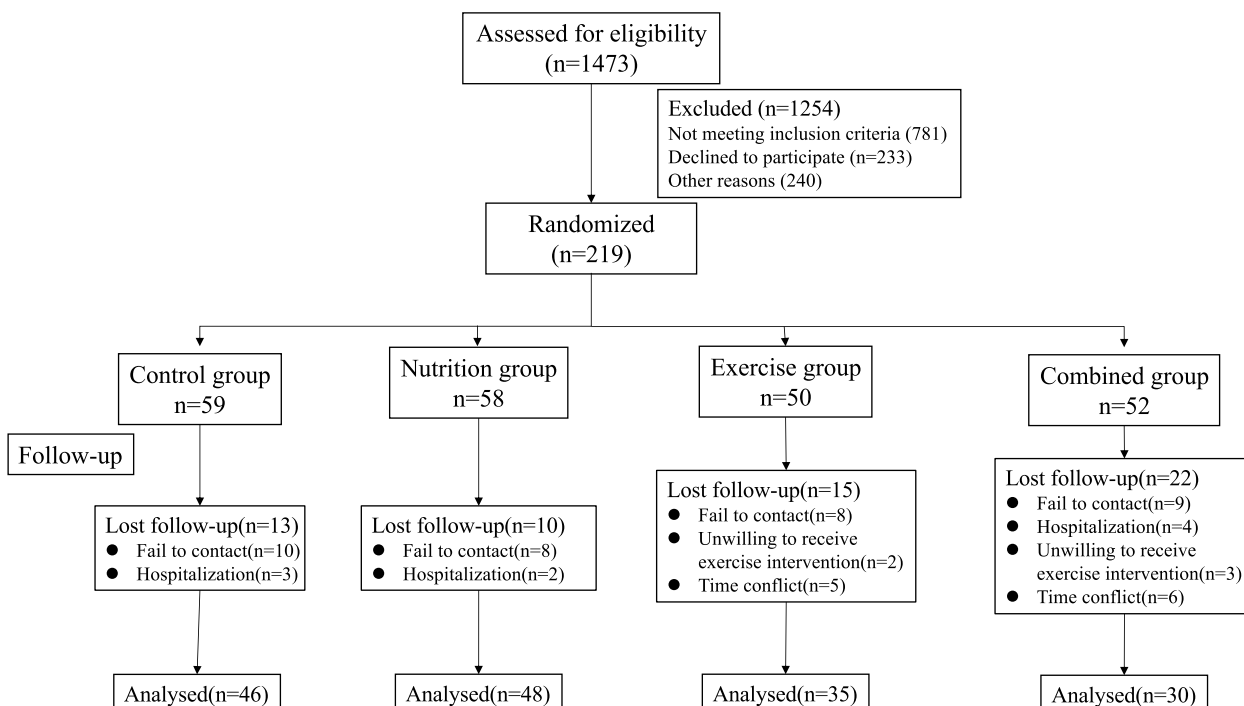 Assessed for eligibility
(n=1473)
Excluded (n=1254)
Not meeting inclusion criteria (781)
Declined to participate (n=233)
Other reasons (240)
Randomized
(n=219)
Control group
n=59
Nutrition group
n=58
Exercise group
n=50
Combined group
n=52
Follow-up
Lost follow-up(n=13)
● Fail to contact(n=10)
● Hospitalization(n=3)
Lost follow-up(n=10)
● Fail to contact(n=8)
● Hospitalization(n=2)
Lost follow-up(n=15)
● Fail to contact(n=8)
● Unwilling to receive
exercise intervention(n=2)
● Time conflict(n=5)
Lost follow-up(n=22)
● Fail to contact(n=9)
● Hospitalization(n=4)
● Unwilling to receive
exercise intervention(n=3)
● Time conflict(n=6)
Analysed(n=46)
Analysed(n=48)
Analysed(n=35)
Analysed(n=30)